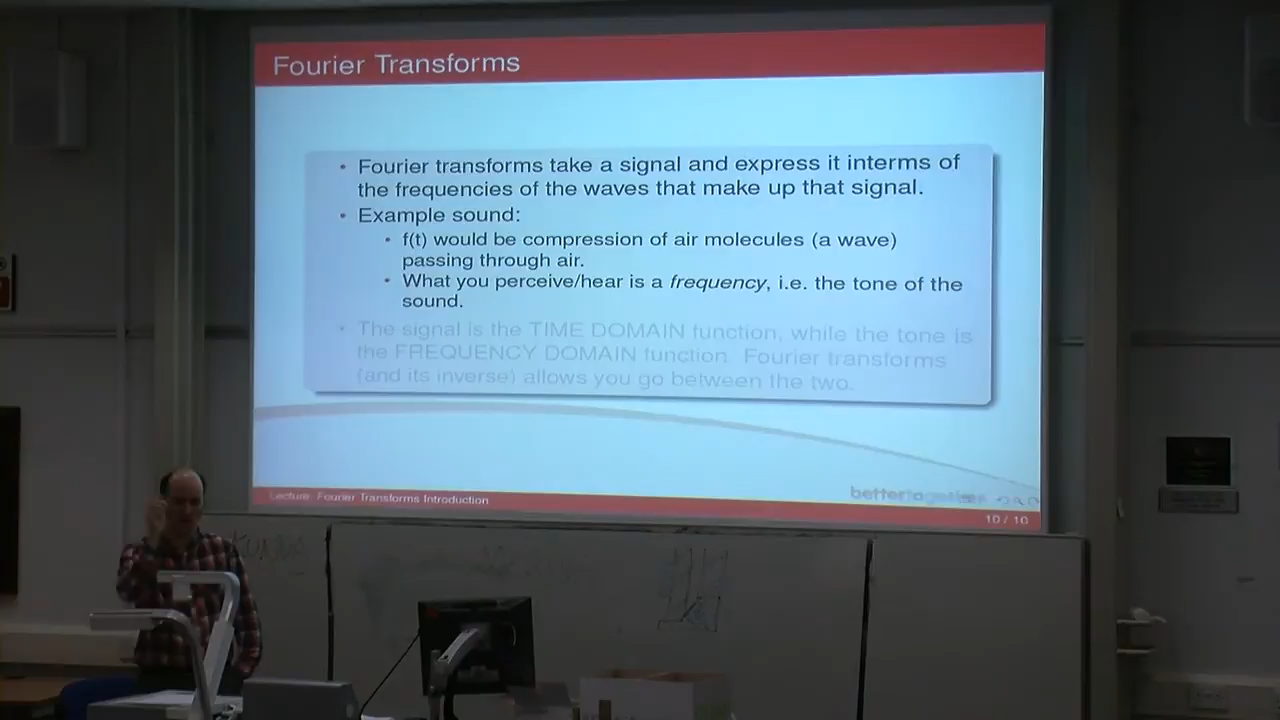 Fourier Transforms
• Fourier transforms take a signal and express it interms of
the frequencies of the waves that make up that signal.
• Example sound:
• f(t) would be compression of air molecules (a wave)
passing through air.
• What you perceive/hear is a frequency, i.e. the tone of the
sound.
• The signal is the TIME DOMAIN function, while the tone is
the FREQUENCY DOMAIN function. Fourier transforms
(and its inverse) allows you go between the two.
bettertogether
Lecture: Fourier Transforms Introduction
10 / 10